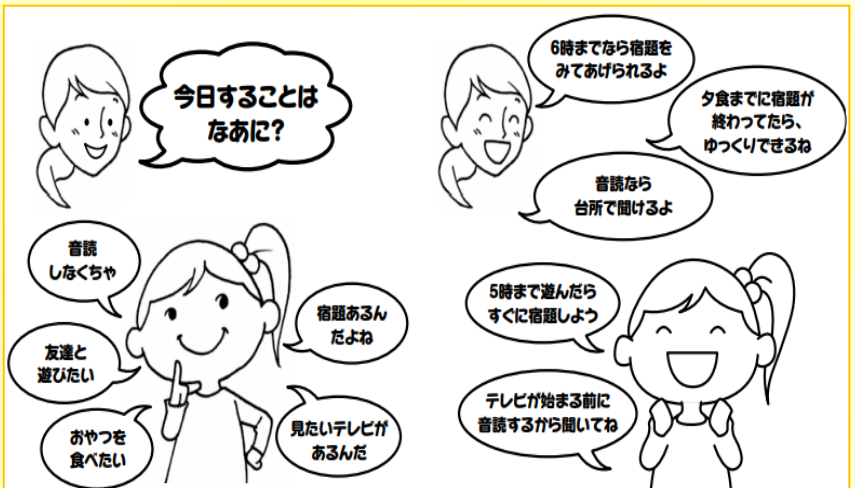 今日することは
なあに?
音読
しなくちゃ
友達と
遊びたい
おやつを
食べたい
宿題あるん
だよね
見たいテレビが
あるんだ
6時までなら宿題を
みてあげられるよ
夕食までに宿題が
終わってたら、
ゆっくりできるね
音読なら
台所で聞けるよ
5時まで遊んだら
すぐに宿題しよう
テレビが始まる前に
音読するから聞いてね